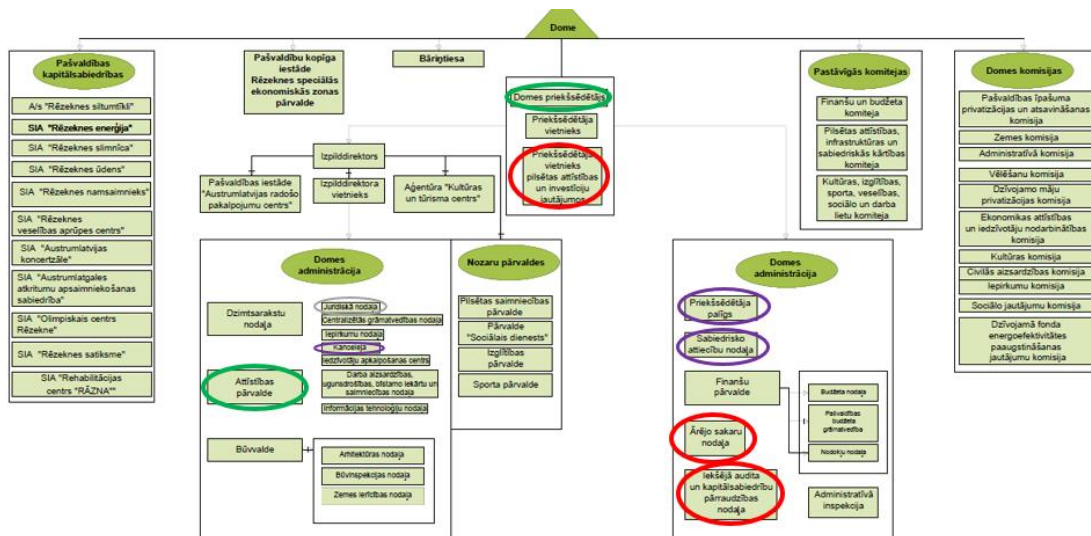 Dome
Pašvaldības
kapitālsabiedrības
A/s "Rēzeknes siltumtīkli
SIA "Rēzeknes enerģija"
SIA "Rēzeknes slimnīca
SIA "Rēzeknes ūdens"
SIA "Rēzeknes namsaimnieks"
SIA "Rēzeknes
veselības aprūpes centrs"
SIA "Austrumlatvijas
koncertzāle"
SIA "Austrumlatgales
atkritumu apsaimniekošanas
sabiedrība"
SIA "Olimpiskais centrs
Rēzekne"
SIA "Rēzeknes satiksme"
SIA "Rehabilitācijas
centrs "RĀZNA""
Pašvaldību kopīga
iestāde
Rēzeknes speciālās
ekonomiskās zonas
pārvalde
Bāriņtiesa
Domes priekšsēdētājs
Priekšsēdētāja
vietnieks
Priekšsēdētāja
vietnieks
pilsētas attīstības
un investīciju
jautājumos
Izpilddirektors
Pašvaldības iestāde
"Austrumlatvijas radošo
pakalpojumu centrs"
Izpilddirektora
vietnieks
Aģentūra "Kultūras
un tūrisma centrs"
Domes
administrācija
Dzimtsarakstu
nodaļa
Juridiskā nodaļa
Centralizētās grāmatvedības nodaļa
Iepirkumu nodaļa
Kanceleja
Iedzīvotāju apkalpošanas centrs
Attīstības
pārvalde
Darba aizsardzības,
ugunsdrošības, bīstamo iekārtu un
saimniecības nodaļa
Informācijas tehnoloģiju nodaļa
Būvvalde
Arhitektūras nodaļa
Būvinspekcijas nodaļa
Zemes ierīcības nodaļa
Nozaru pārvaldes
Pilsētas saimniecības
pārvalde
Pārvalde
"Sociālais dienests"
Izglītības
pārvalde
Sporta pārvalde
Domes
administrācija
Priekšsēdētāja
palīgs
Sabiedrisko
attiecību nodaļa
Finanšu
pārvalde
Budžeta nodaļa
Pašvaldības
budžeta
grāmatvedība
Nodokļu nodaļa
Ārējo sakaru
nodaļa
Iekšējā audita
un kapitālsabiedrību
pārraudzības
nodaļa
Administratīvā
inspekcija
Pastāvīgās komitejas
Finanšu un budžeta
komiteja
Pilsētas attīstības,
infrastruktūras un
sabiedriskās kārtības
komiteja
Kultūras, izglītības,
sporta, veselības,
sociālo un darba
lietu komiteja
Domes komisijas
Pašvaldības īpašuma
privatizācijas un atsavināšanas
komisija
Zemes komisija
Administratīvā komisija
Vēlēšanu komisija
Dzīvojamo māju
privatizācijas komisija
Ekonomikas attīstības
un iedzīvotāju nodarbinātības
komisija
Kultūras komisija
Civilās aizsardzības komisija
Iepirkumu komisija
Sociālo jautājumu komisija
Dzīvojamā fonda
energoefektivitātes
paaugstināšanas
jautājumu komisija